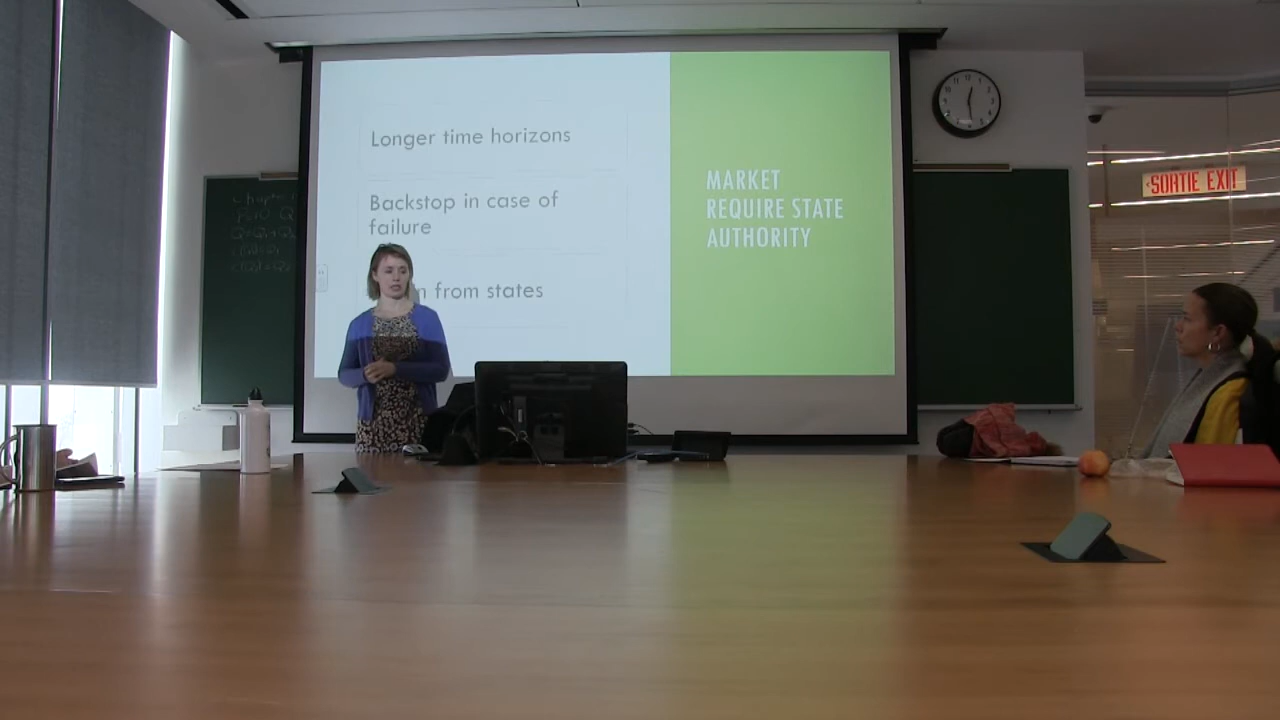 Longer time horizons
Backstop in case of
failure
from states
MARKET
REQUIRE STATE
AUTHORITY
SORTIE EXIT